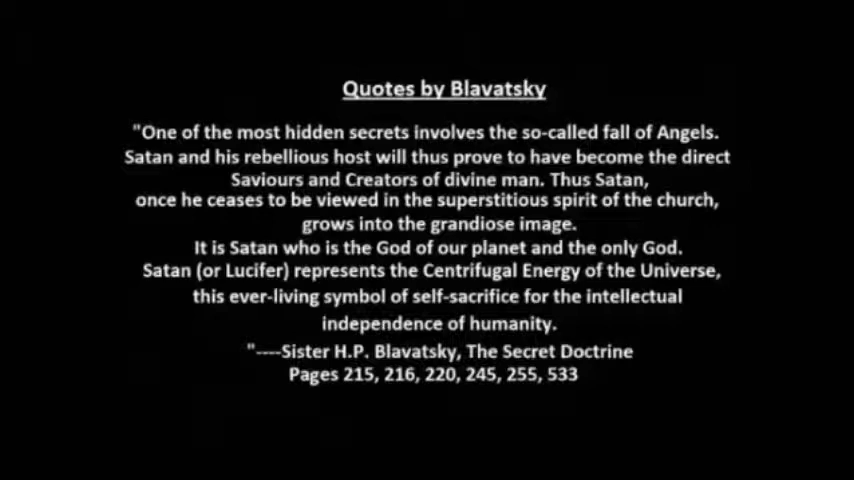 Quotes by Blavatsky
"One of the most hidden secrets involves the so-called fall of Angels.
Satan and his rebellious host will thus prove to have become the direct
Saviours and Creators of divine man. Thus Satan,
once he ceases to be viewed in the superstitious spirit of the church,
grows into the grandiose image.
It is Satan who is the God of our planet and the only God.
Satan (or Lucifer) represents the Centrifugal Energy of the Universe,
this ever-living symbol of self-sacrifice for the intellectual
independence of humanity.
"----Sister H.P. Blavatsky, The Secret Doctrine
Pages 215, 216, 220, 245, 255, 533